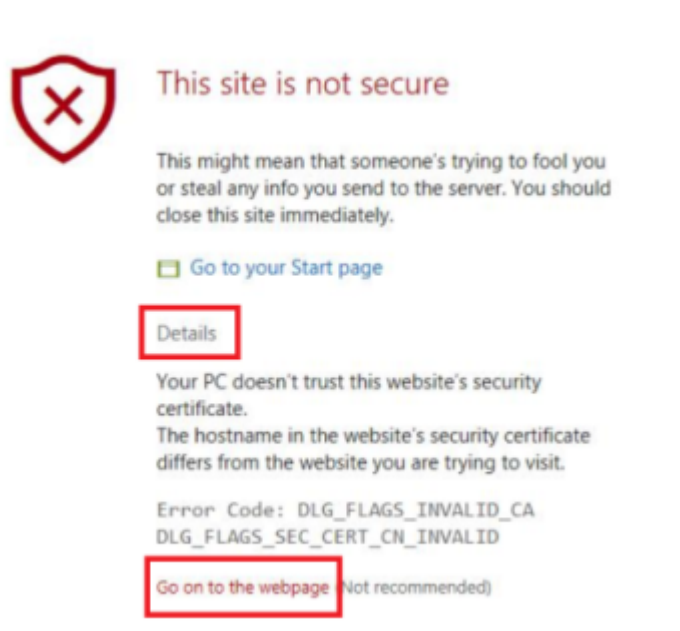 This site is not secure
This might mean that someone's trying to fool you
or steal any info you send to the server. You should
close this site immediately.
Go to your Start page
Details
Your PC doesn't trust this website's security
certificate.
The hostname in the website's security certificate
differs from the website you are trying to visit.
Error Code: DLG_FLAGS_INVALID_CA
DLG_FLAGS_SEC_CERT_CN_INVALID
Go on to the webpage (Not recommended)